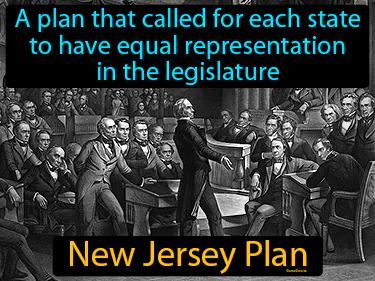 A plan that called for each state
to have equal representation
in the legislature
New Jersey Plan